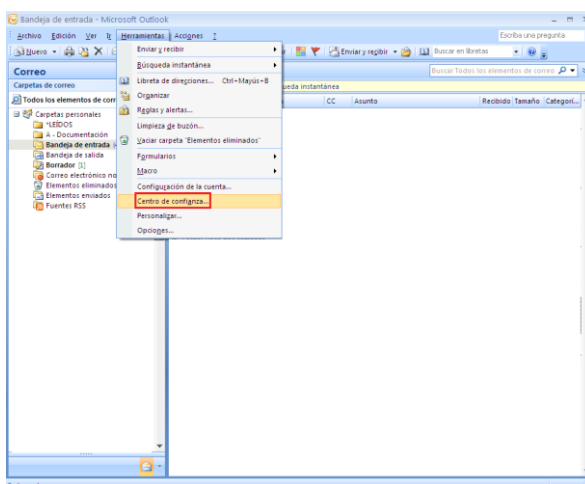 Bandeja de entrada - Microsoft Outlook
Archivo Edición Ver Ir Herramientas Acciones ?
Escriba una pregunta
Nuevo
Enviar y recibir
Buscar en libretas
Correo
Buscar Todos los elementos de correo
Carpetas de correo
Todos los elementos de corr
Carpetas personales
*LEÍDOS
A - Documentación
Bandeja de entrada
Bandeja de salida
Borrador [1]
Correo electrónico no
Elementos eliminados
Elementos enviados
Fuentes RSS
Enviar y recibir
Búsqueda instantánea
Libreta de direcciones... Ctrl+Mayús+B
Organizar
Reglas y alertas...
Limpieza de buzón...
Vaciar carpeta "Elementos eliminados"
Formularios
Macro
Configuración de la cuenta...
Centro de confianza...
Personalizar...
Opciones...
ueda instantánea
CC Asunto Recibido Tamaño Categorí...